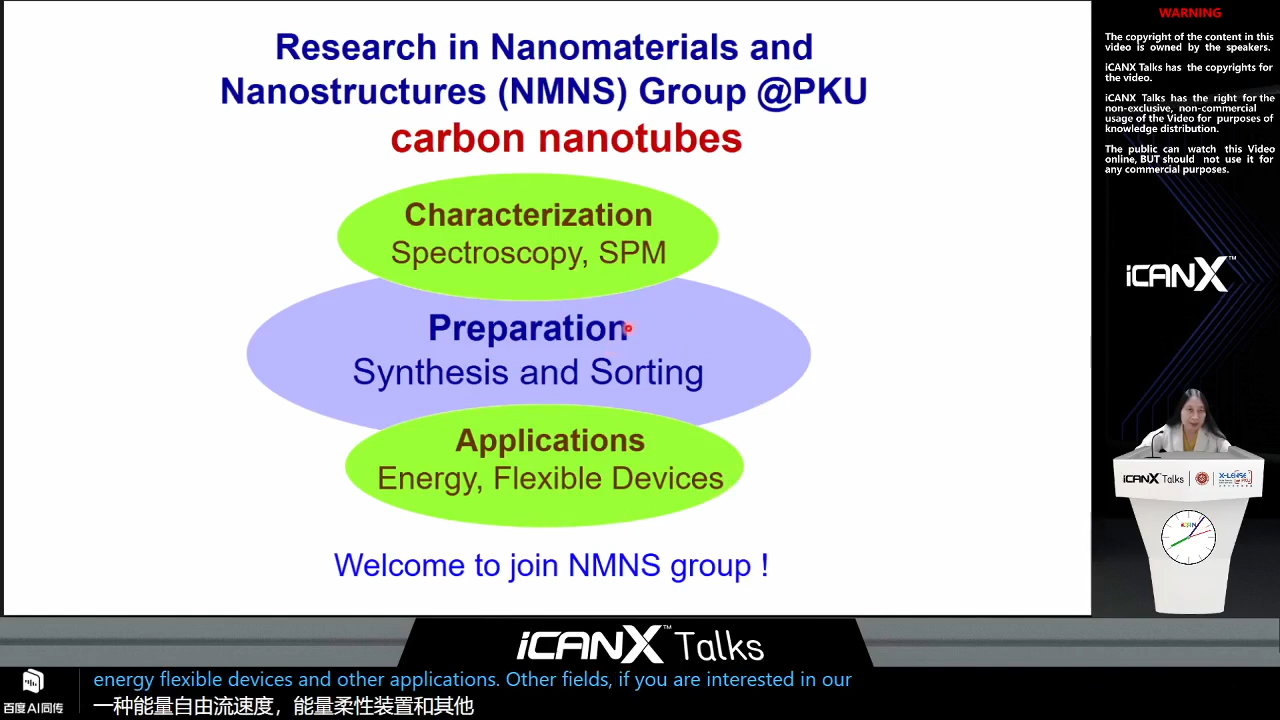 Research in Nanomaterials and
Nanostructures (NMNS) Group @PKU
carbon nanotubes
Characterization
Spectroscopy, SPM
Preparation
Synthesis and Sorting
Applications
Energy, Flexible Devices
Welcome to join NMNS group !
WARNING
The copyright of the content in this
video is owned by the speakers.
iCANX Talks has the copyrights for
the video.
iCANX Talks has the right for the
non-exclusive, non-commercial
usage of the Video for purposes of
knowledge distribution.
The public can watch this Video
online, BUT should not use it for
any commercial purposes.
iCANX™
iCANX Talks
X-LENSE
iCANX™ Talks
百度AI同传
energy flexible devices and other applications. Other fields, if you are interested in our
一种能量自由流速度，能量柔性装置和其他